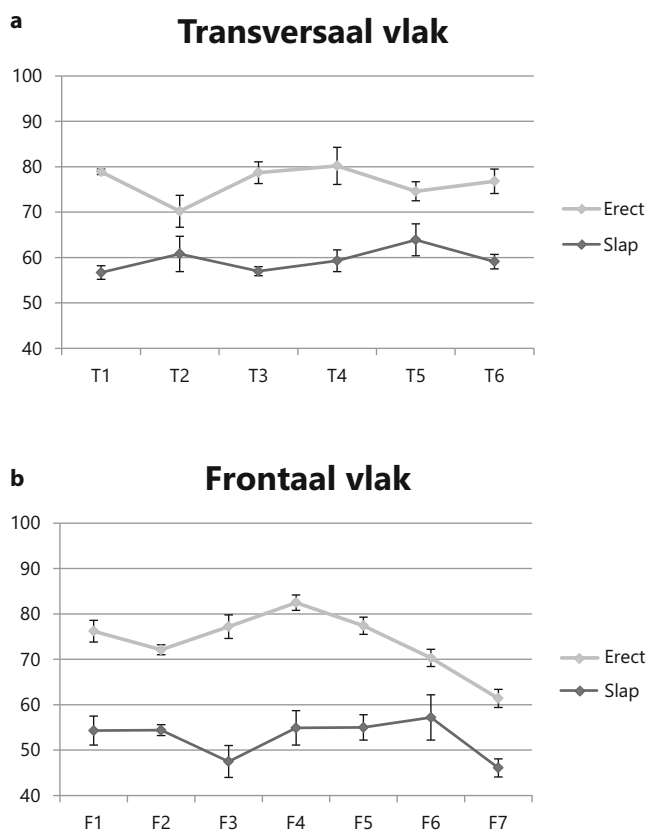 a
Transversaal vlak
100
90
80
70
60
50
40
T1 T2 T3 T4 T5 T6
Erect
Slap
b
Frontaal vlak
100
90
80
70
60
50
40
F1 F2 F3 F4 F5 F6 F7
Erect
Slap